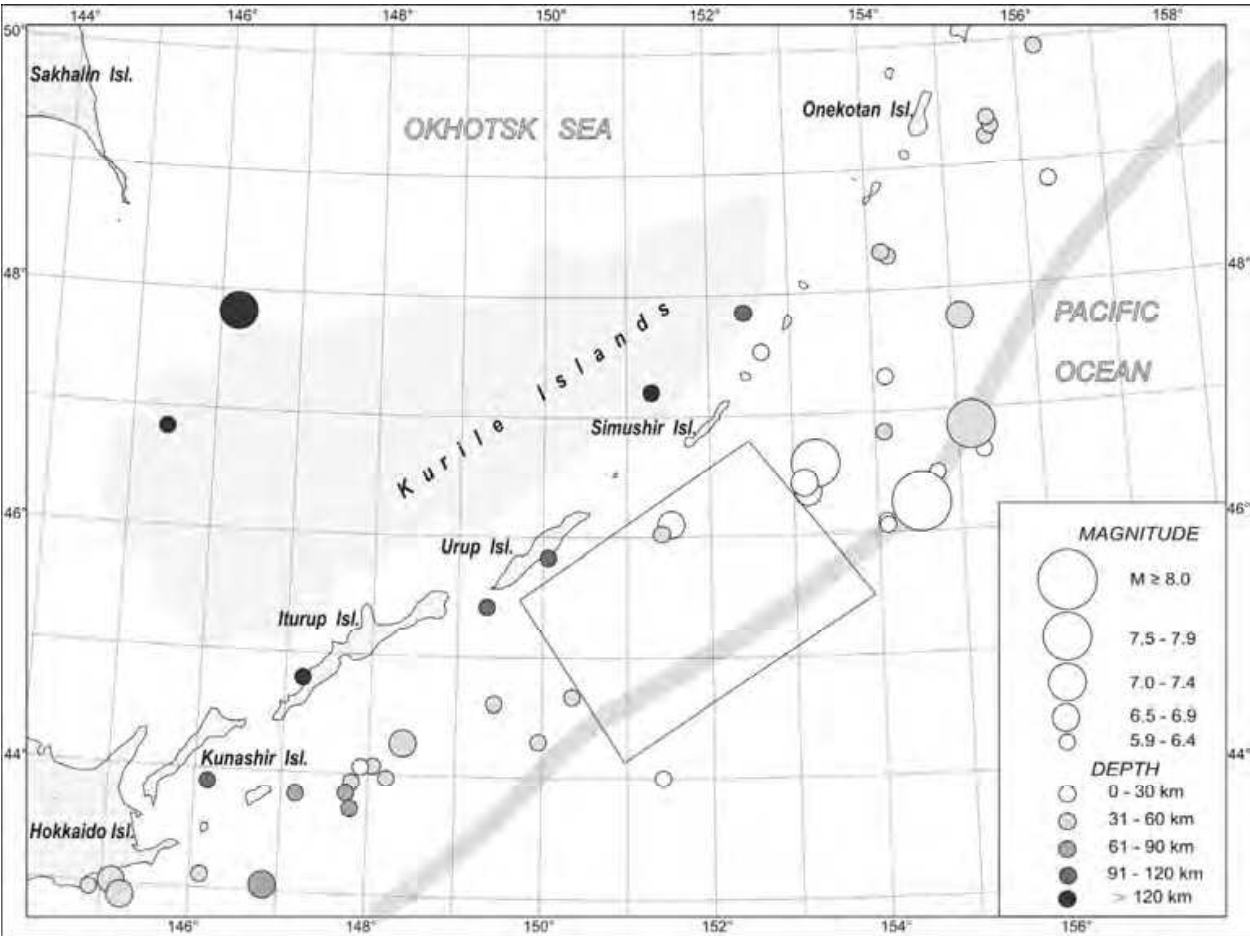 144° 146° 148° 150° 152° 154° 156° 158°
50°
Sakhalin Isl.
OKHOTSK SEA
Onekotan Isl.
48° 48°
PACIFIC
OCEAN
Kurile Islands
Simushir Isl.
46° 46°
Urup Isl.
Iturup Isl.
44° 44°
Kunashir Isl.
Hokkaido Isl.
MAGNITUDE
M ≥ 8.0
7.5 - 7.9
7.0 - 7.4
6.5 - 6.9
5.9 - 6.4
DEPTH
0 - 30 km
31 - 60 km
61 - 90 km
91 - 120 km
> 120 km
146° 148° 150° 152° 154° 156°